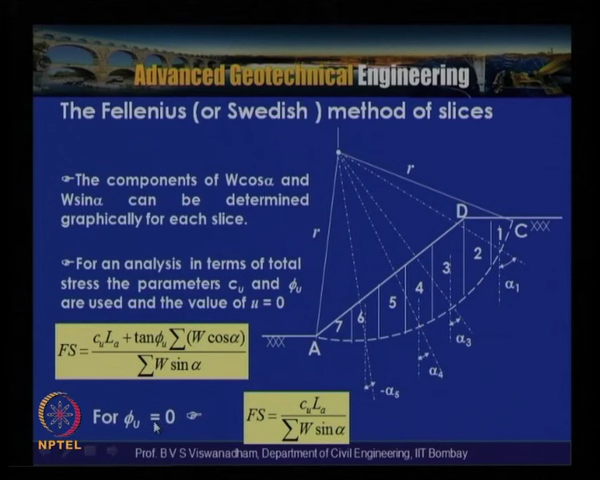 Advanced Geotechnical Engineering
The Fellenius (or Swedish ) method of slices
☞The components of Wcosα and
Wsinα can be determined
graphically for each slice.
☞For an analysis in terms of total
stress the parameters cᵤ and ϕᵤ
are used and the value of u = 0
FS = (cᵤLₐ + tanϕᵤ∑(W cosα)) / (∑W sinα)
For ϕᵤ = 0 ☞
FS = (cᵤLₐ) / (∑W sinα)
r
r
D
C
A
1
2
3
4
5
6
7
α₁
α₃
α₄
-α₅
NPTEL
Prof. B V S Viswanadham, Department of Civil Engineering, IIT Bombay